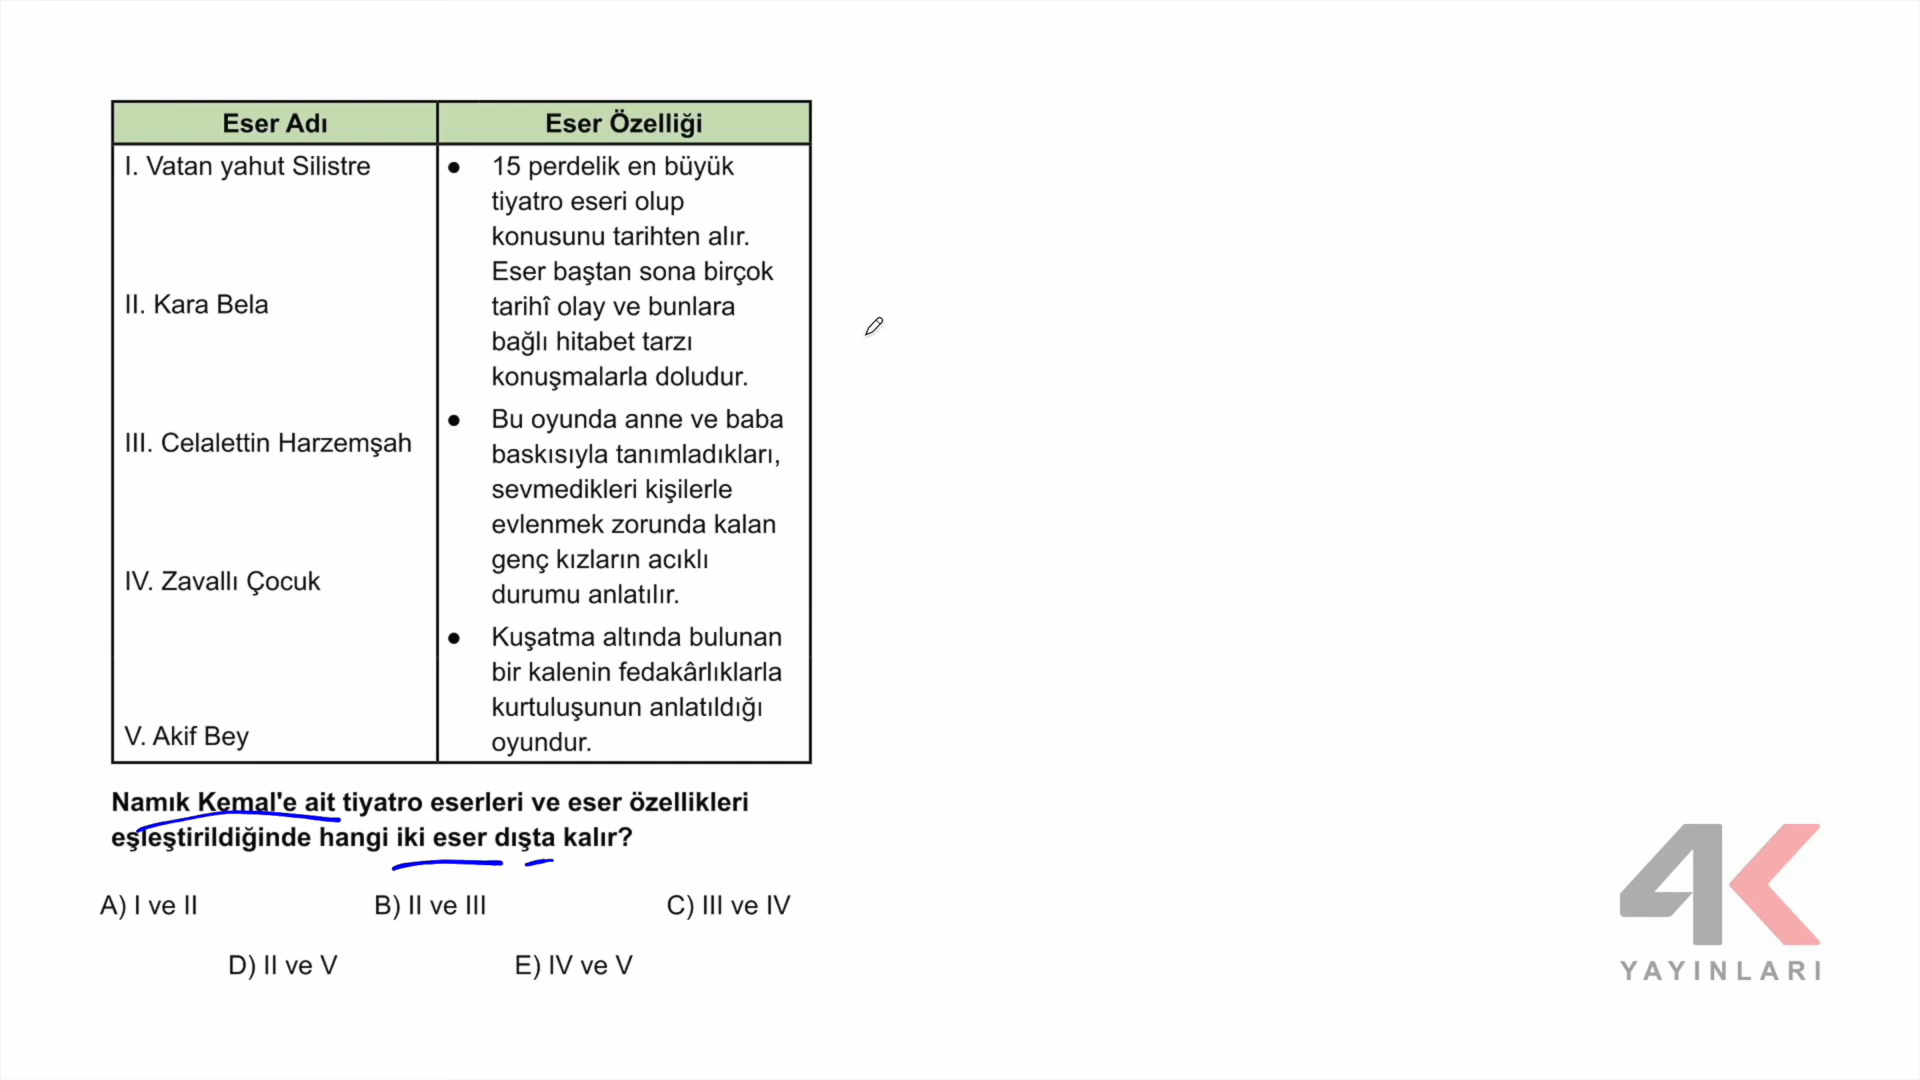 Eser Adı
Eser Özelliği
I. Vatan yahut Silistre
II. Kara Bela
III. Celalettin Harzemşah
IV. Zavallı Çocuk
V. Akif Bey
● 15 perdelik en büyük
tiyatro eseri olup
konusunu tarihten alır.
Eser baştan sona birçok
tarihî olay ve bunlara
bağlı hitabet tarzı
konuşmalarla doludur.
● Bu oyunda anne ve baba
baskısıyla tanımladıkları,
sevmedikleri kişilerle
evlenmek zorunda kalan
genç kızların acıklı
durumu anlatılır.
● Kuşatma altında bulunan
bir kalenin fedakârlıklarla
kurtuluşunun anlatıldığı
oyundur.
Namık Kemal'e ait tiyatro eserleri ve eser özellikleri
eşleştirildiğinde hangi iki eser dışta kalır?
A) I ve II B) II ve III C) III ve IV
D) II ve V E) IV ve V
4K
YAYINLARI